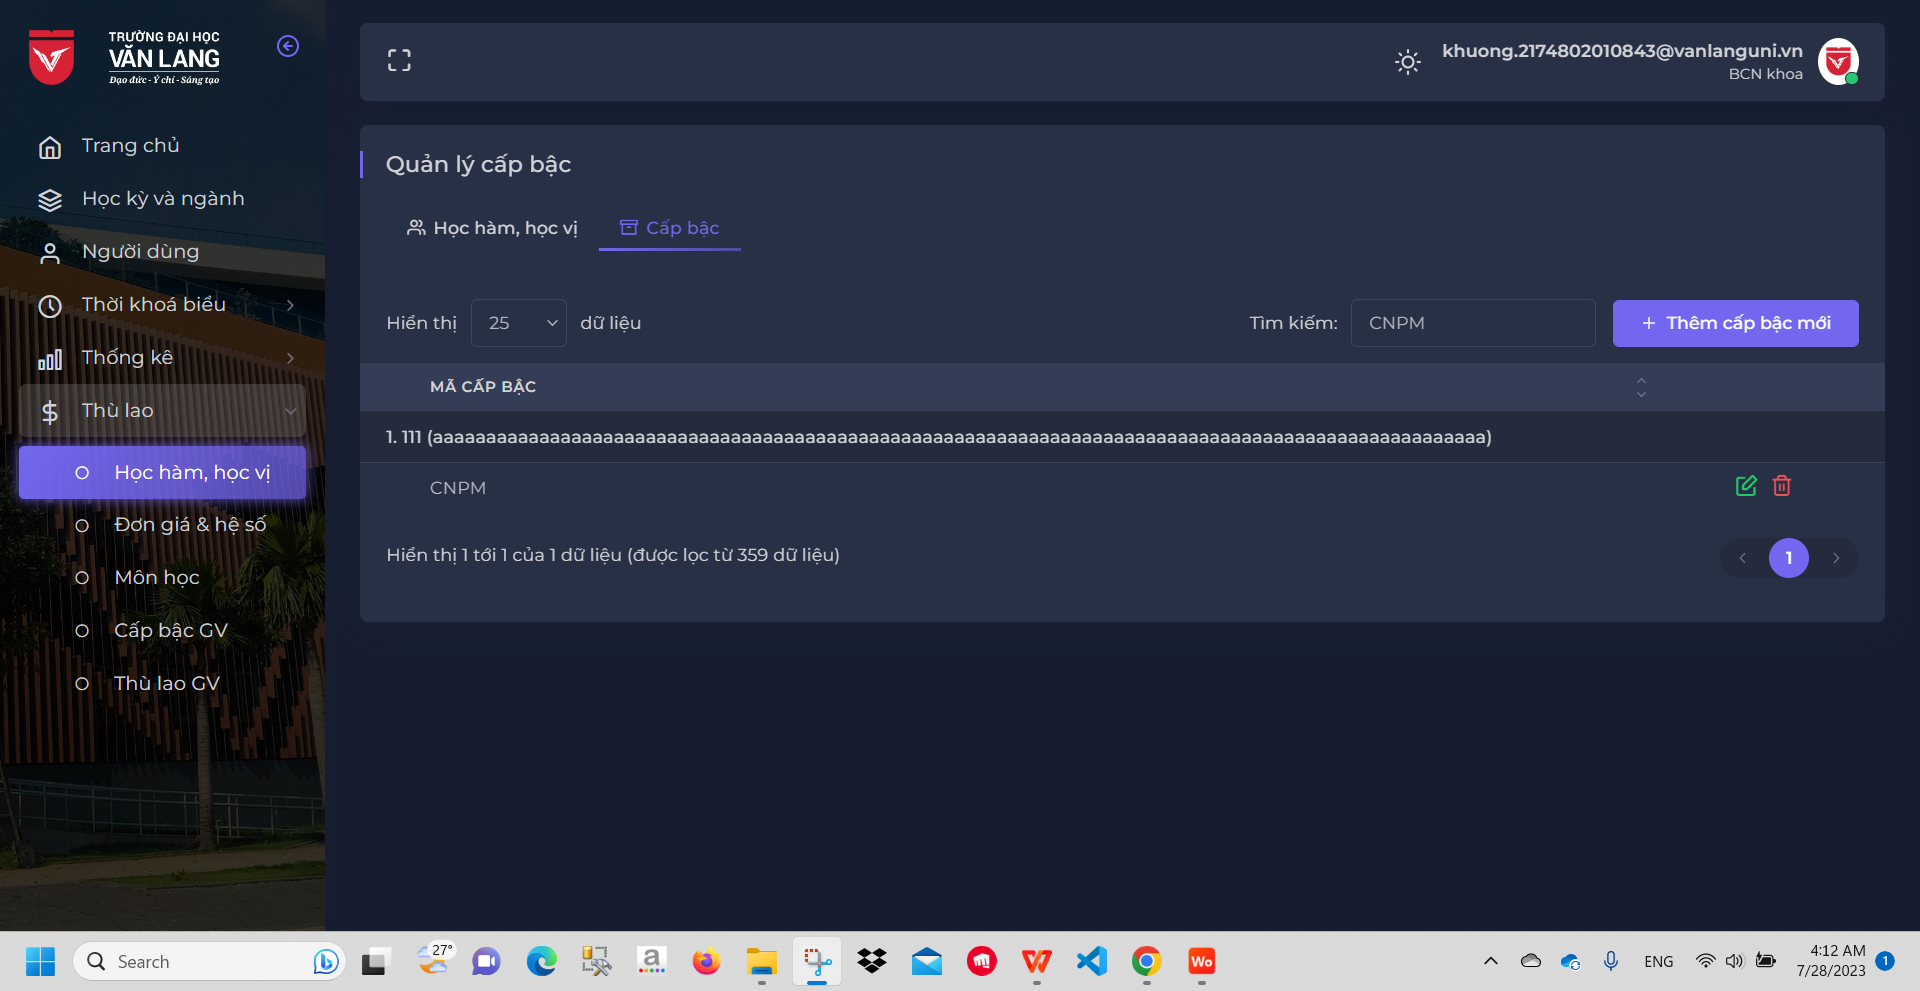 TRƯỜNG ĐẠI HỌC
VĂN LANG
Đạo đức - Ý chí - Sáng tạo
Trang chủ
Học kỳ và ngành
Người dùng
Thời khoá biểu
Thống kê
Thù lao
Học hàm, học vị
Đơn giá & hệ số
Môn học
Cấp bậc GV
Thù lao GV
khuong.2174802010843@vanlanguni.vn
BCN khoa
Quản lý cấp bậc
Học hàm, học vị
Cấp bậc
Hiển thị 25 dữ liệu
Tìm kiếm: CNPM
+ Thêm cấp bậc mới
MÃ CẤP BẬC
1. 111 (aaaaaaaaaaaaaaaaaaaaaaaaaaaaaaaaaaaaaaaaaaaaaaaaaaaaaaaaaaaaaaaaaaaaaaaaaaaaaaaaaaaaaaaaaaaaaaaaaaaa)
CNPM
Hiển thị 1 tới 1 của 1 dữ liệu (được lọc từ 359 dữ liệu)
1
Search
27°
a
Wo
ENG
4:12 AM
7/28/2023
1